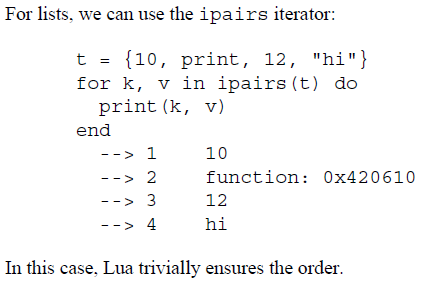 For lists, we can use the ipairs iterator:
t = {10, print, 12, "hi"}
for k, v in ipairs(t) do
print(k, v)
end
--> 1 10
--> 2 function: 0x420610
--> 3 12
--> 4 hi
In this case, Lua trivially ensures the order.